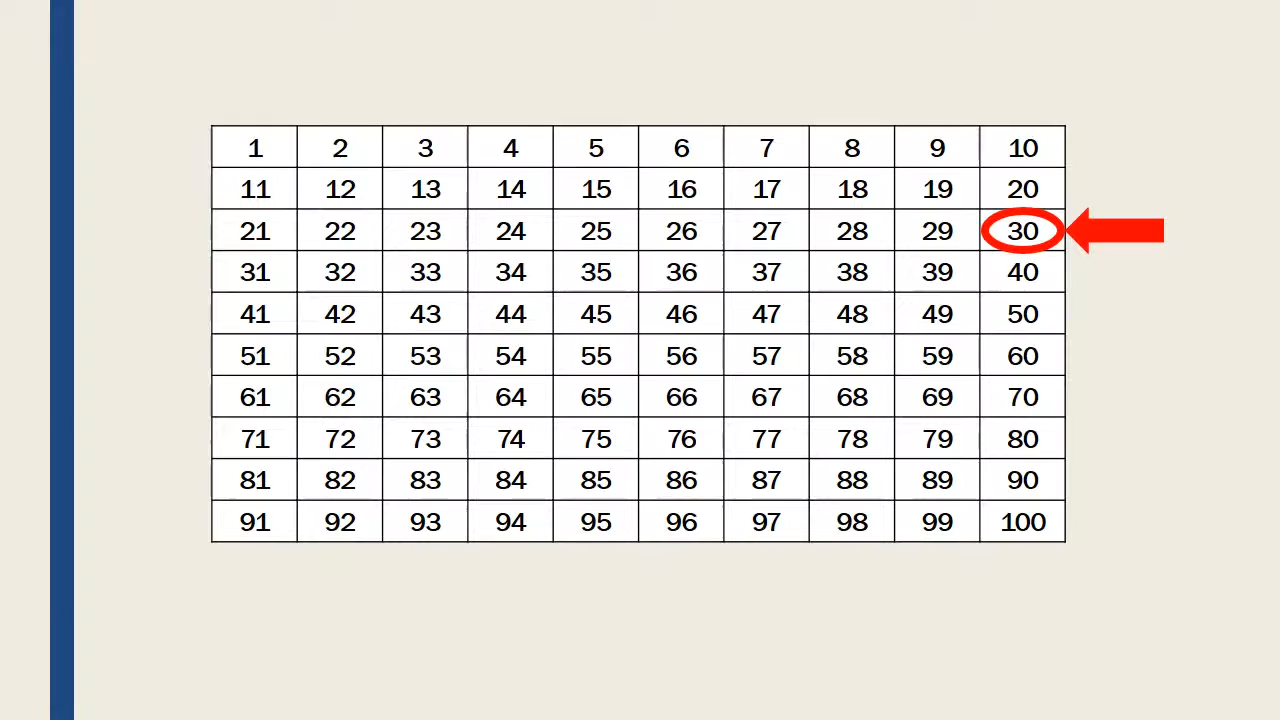 1 2 3 4 5 6 7 8 9 10
11 12 13 14 15 16 17 18 19 20
21 22 23 24 25 26 27 28 29 30
31 32 33 34 35 36 37 38 39 40
41 42 43 44 45 46 47 48 49 50
51 52 53 54 55 56 57 58 59 60
61 62 63 64 65 66 67 68 69 70
71 72 73 74 75 76 77 78 79 80
81 82 83 84 85 86 87 88 89 90
91 92 93 94 95 96 97 98 99 100